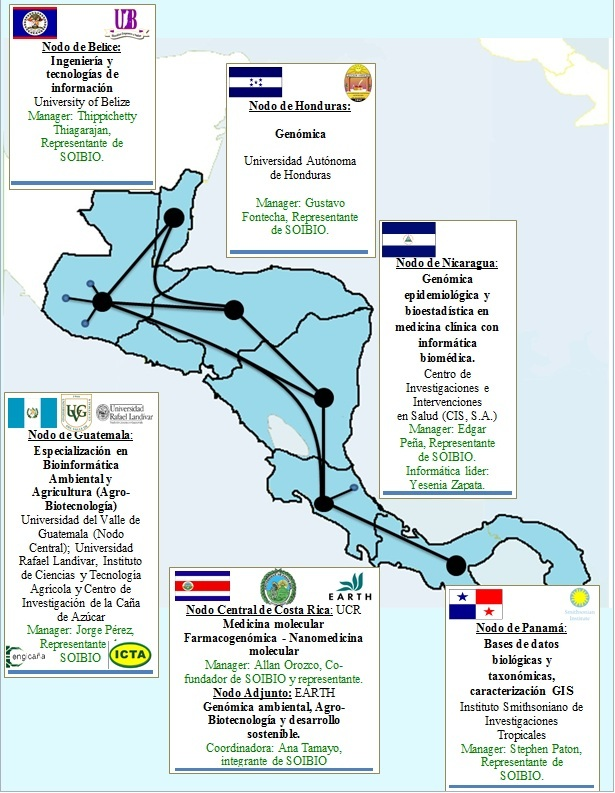 UB
Nodo de Belice:
Ingeniería y
tecnologías de
información
University of Belize
Manager: Thippichetty
Thiagarajan,
Representante de
SOIBIO.
Nodo de Honduras:
Genómica
Universidad Autónoma
de Honduras
Manager: Gustavo
Fontecha, Representante
de SOIBIO.
Nodo de Nicaragua:
Genómica
epidemiológica y
bioestadística en
medicina clínica con
informática
biomédica.
Centro de
Investigaciones e
Intervenciones
en Salud (CIS, S.A.)
Manager: Edgar
Peña, Representante
de SOIBIO.
Informática líder:
Yesenia Zapata.
UVG
Universidad
Rafael Landívar
Nodo de Guatemala:
Especialización en
Bioinformática
Ambiental y
Agricultura (Agro-
Biotecnología)
Universidad del Valle de
Guatemala (Nodo
Central); Universidad
Rafael Landívar, Instituto
de Ciencias y Tecnología
Agrícola y Centro de
Investigación de la Caña
de Azúcar
Manager: Jorge Pérez,
Representante
SOIBIO
engicaña
ICTA
EARTH
Nodo Central de Costa Rica: UCR
Medicina molecular
Farmacogenómica - Nanomedicina
molecular
Manager: Allan Orozco, Co-
fundador de SOIBIO y representante.
Nodo Adjunto: EARTH
Genómica ambiental, Agro-
Biotecnología y desarrollo
sostenible.
Coordinadora: Ana Tamayo,
integrante de SOIBIO
Nodo de Panamá:
Bases de datos
biológicas y
taxonómicas,
caracterización GIS
Instituto Smithsoniano de
Investigaciones
Tropicales
Manager: Stephen Paton,
Representante de
SOIBIO.